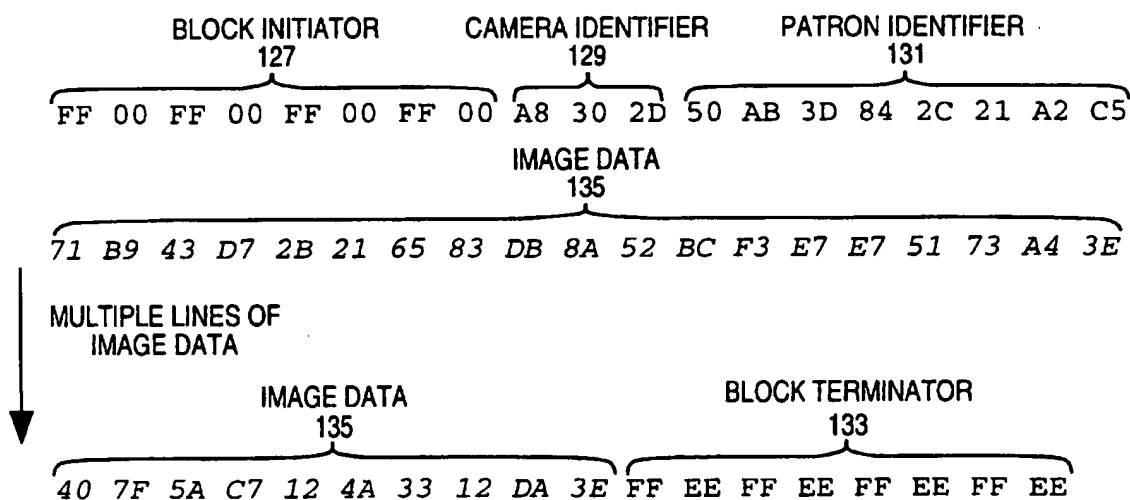 BLOCK INITIATOR CAMERA IDENTIFIER PATRON IDENTIFIER
127 129 131
FF 00 FF 00 FF 00 FF 00 A8 30 2D 50 AB 3D 84 2C 21 A2 C5
IMAGE DATA
135
71 B9 43 D7 2B 21 65 83 DB 8A 52 BC F3 E7 E7 51 73 A4 3E
MULTIPLE LINES OF
IMAGE DATA
IMAGE DATA BLOCK TERMINATOR
135 133
40 7F 5A C7 12 4A 33 12 DA 3E FF EE FF EE FF EE FF EE